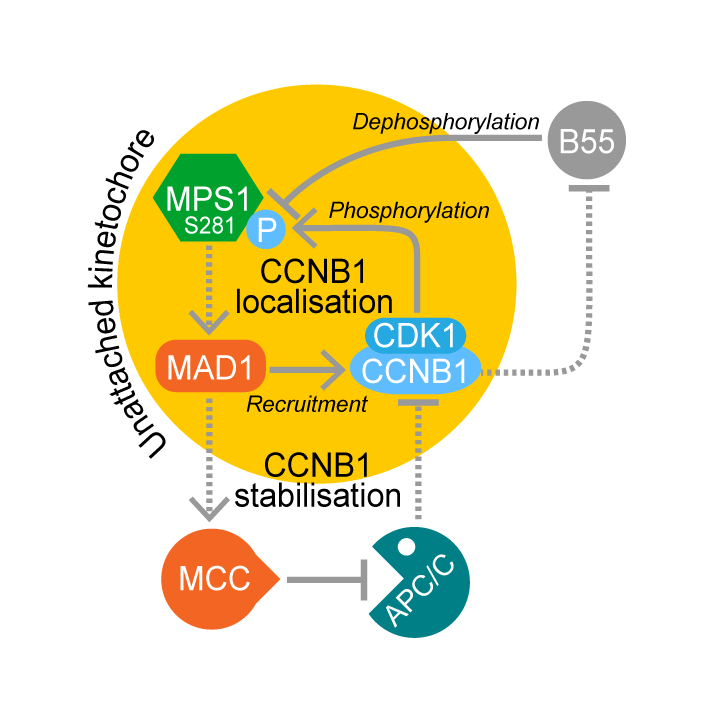 Dephosphorylation
B55
MPS1
S281
P
Phosphorylation
Unattached kinetochore
CCNB1
localisation
CDK1
CCNB1
MAD1
Recruitment
CCNB1
stabilisation
MCC
APC/C